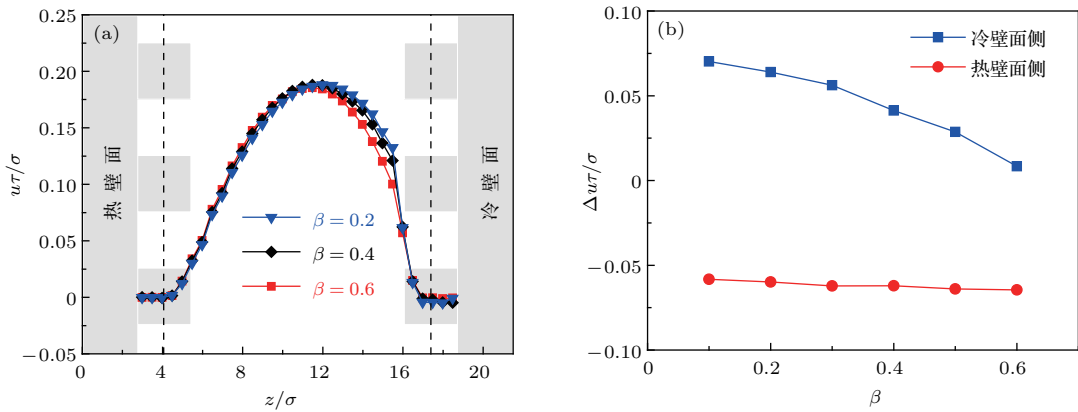 (a)
0.25
0.20
0.15
0.10
0.05
0
−0.05
uτ/σ
热壁面
冷壁面
β = 0.2
β = 0.4
β = 0.6
0 4 8 12 16 20
z/σ
(b)
0.10
0.05
0
−0.05
−0.10
Δuτ/σ
冷壁面侧
热壁面侧
0 0.2 0.4 0.6
β